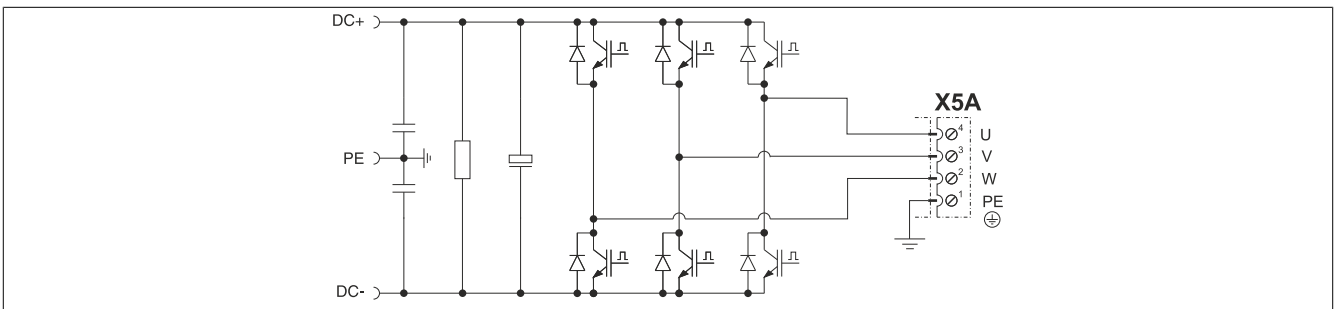 DC+
X5A
4 U
PE
3 V
2 W
1 PE
DC-